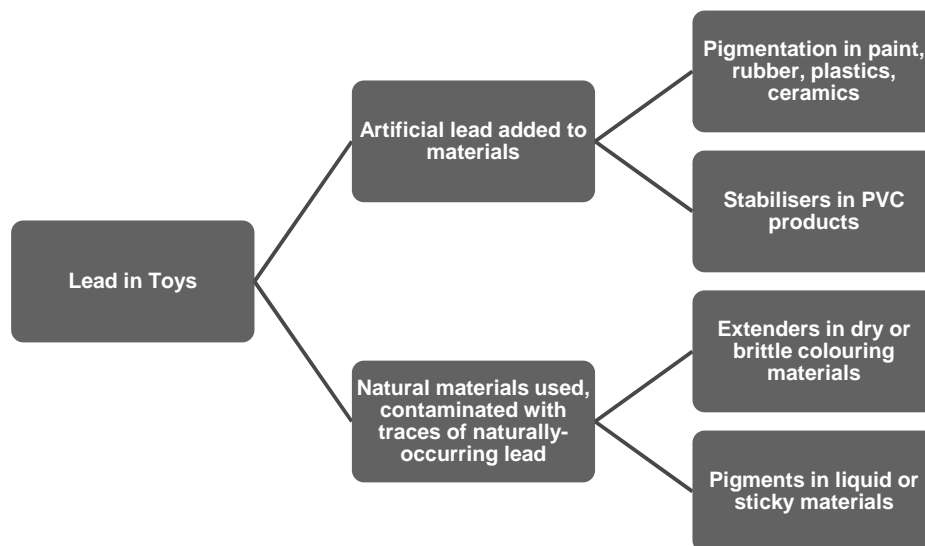 Lead in Toys
Artificial lead added to
materials
Pigmentation in paint,
rubber, plastics,
ceramics
Stabilisers in PVC
products
Natural materials used,
contaminated with
traces of naturally-
occurring lead
Extenders in dry or
brittle colouring
materials
Pigments in liquid or
sticky materials